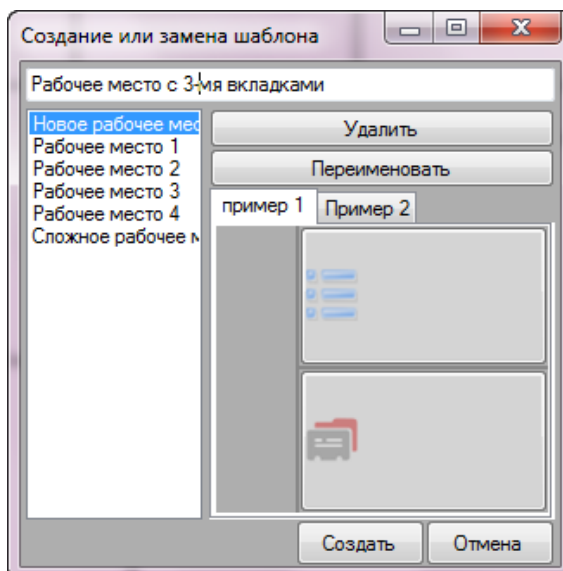 Создание или замена шаблона
Рабочее место с 3-мя вкладками
Новое рабочее мес
Рабочее место 1
Рабочее место 2
Рабочее место 3
Рабочее место 4
Сложное рабочее м
Удалить
Переименовать
пример 1 Пример 2
Создать Отмена